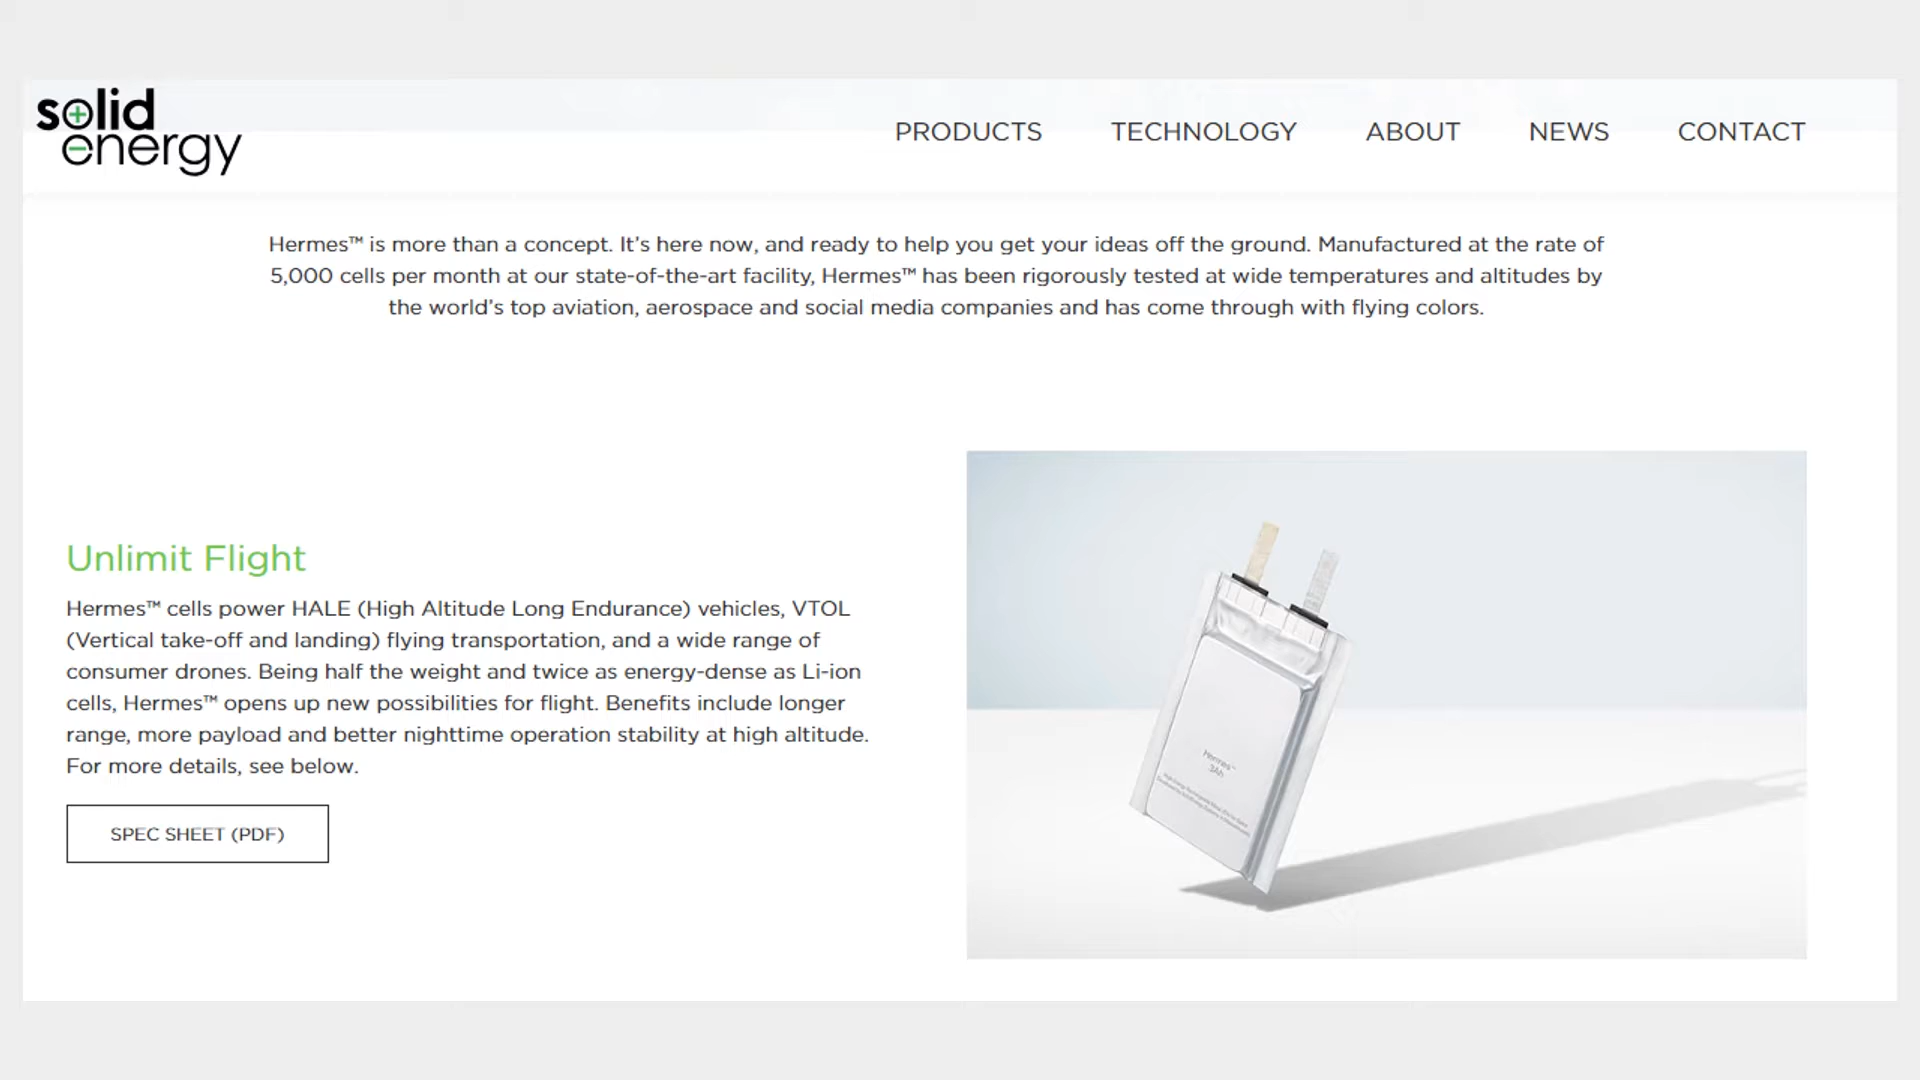 solid
energy
PRODUCTS TECHNOLOGY ABOUT NEWS CONTACT
Hermes™ is more than a concept. It's here now, and ready to help you get your ideas off the ground. Manufactured at the rate of
5,000 cells per month at our state-of-the-art facility, Hermes™ has been rigorously tested at wide temperatures and altitudes by
the world's top aviation, aerospace and social media companies and has come through with flying colors.
Unlimit Flight
Hermes™ cells power HALE (High Altitude Long Endurance) vehicles, VTOL
(Vertical take-off and landing) flying transportation, and a wide range of
consumer drones. Being half the weight and twice as energy-dense as Li-ion
cells, Hermes™ opens up new possibilities for flight. Benefits include longer
range, more payload and better nighttime operation stability at high altitude.
For more details, see below.
SPEC SHEET (PDF)
Hermes™
3Ah